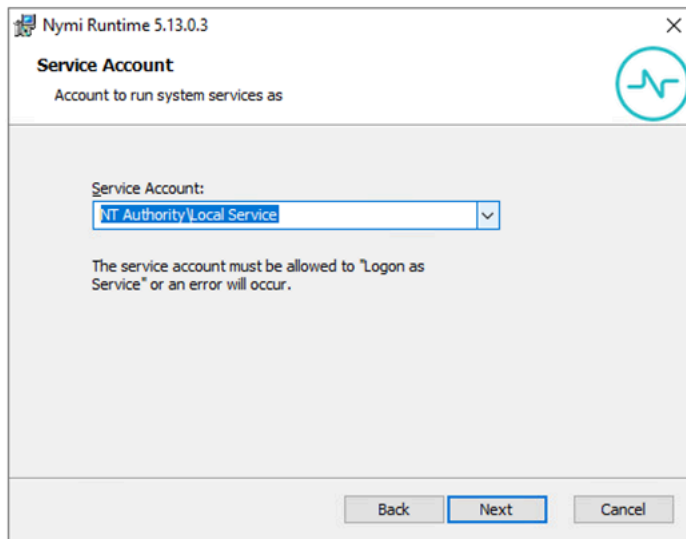 Nymi Runtime 5.13.0.3
Service Account
Account to run system services as
Service Account:
NT Authority\Local Service
The service account must be allowed to "Logon as
Service" or an error will occur.
Back
Next
Cancel